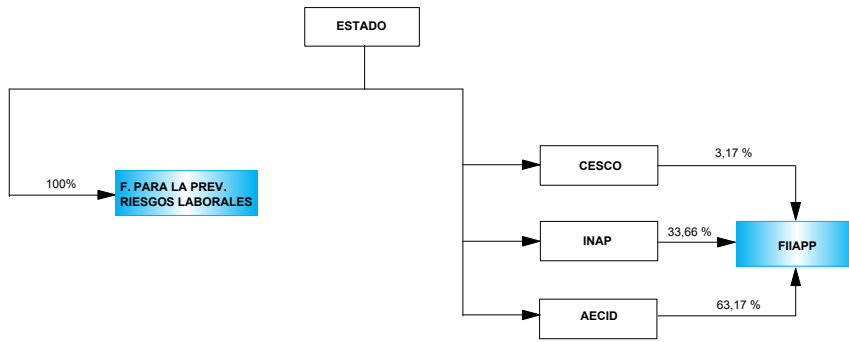 ESTADO
100%
F. PARA LA PREV.
RIESGOS LABORALES
CESCO
3,17 %
INAP
33,66 %
FIIAPP
AECID
63,17 %